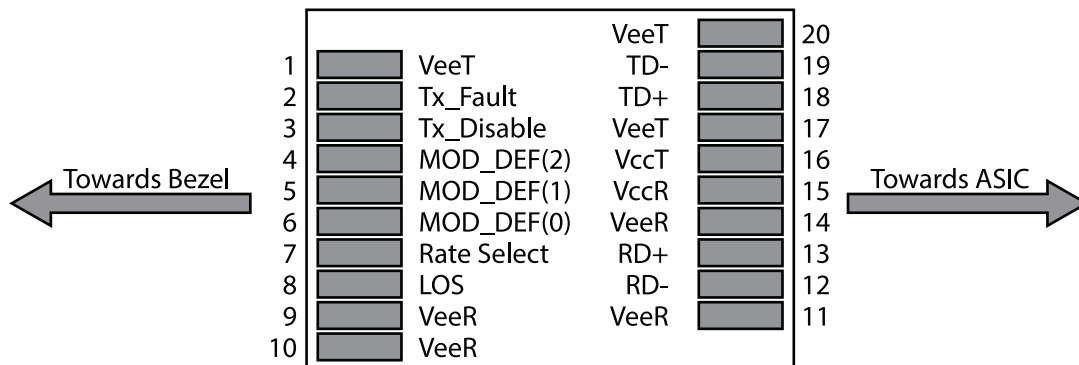 VeeT 20
1 VeeT TD- 19
2 Tx_Fault TD+ 18
3 Tx_Disable VeeT 17
4 MOD_DEF(2) VccT 16
Towards Bezel 5 MOD_DEF(1) VccR 15 Towards ASIC
6 MOD_DEF(0) VeeR 14
7 Rate Select RD+ 13
8 LOS RD- 12
9 VeeR VeeR 11
10 VeeR